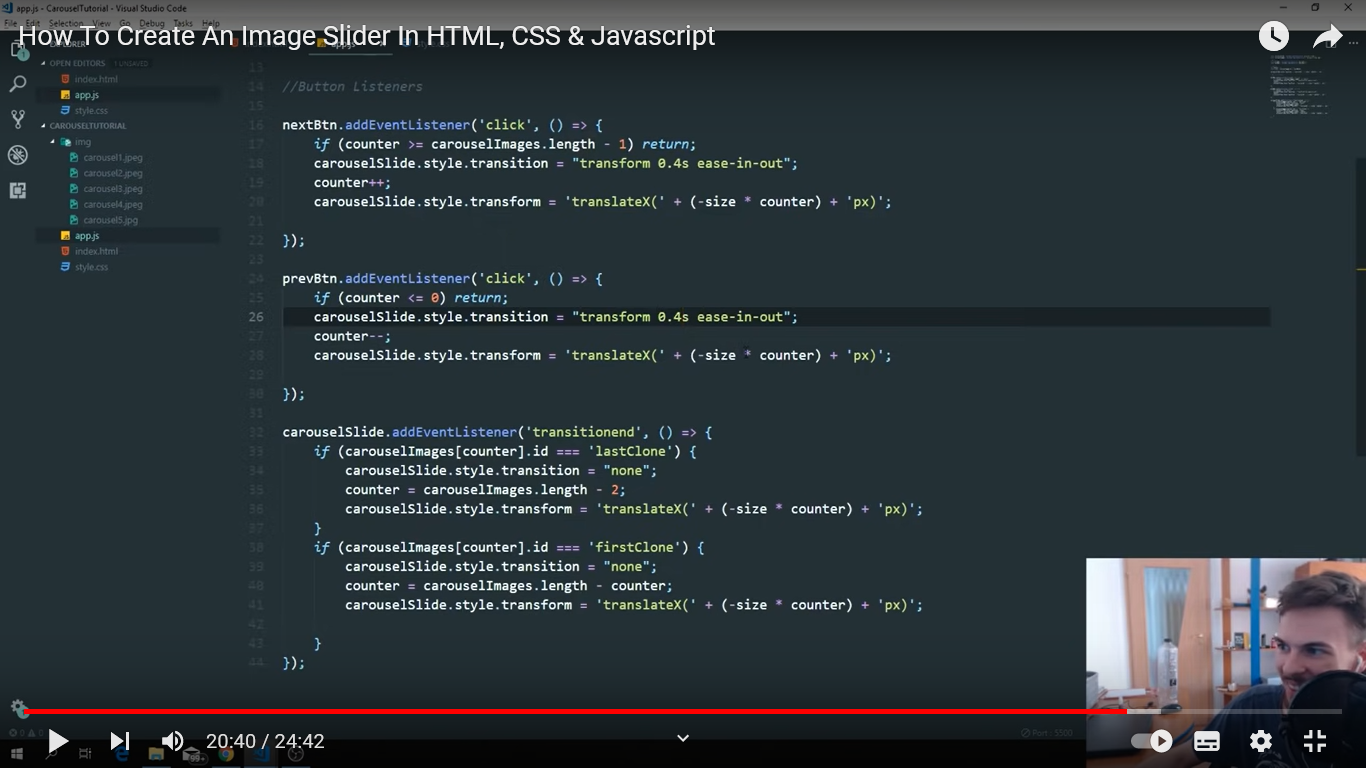 app.js - CarouselTutorial - Visual Studio Code
File Edit Selection View Go Debug Tasks Help
How To Create An Image Slider In HTML, CSS & Javascript
EXPLORER
OPEN EDITORS 1 UNSAVED
index.html
app.js
style.css
CAROUSELTUTORIAL
img
carousel1.jpeg
carousel2.jpeg
carousel3.jpeg
carousel4.jpeg
carousel5.jpg
app.js
index.html
style.css
13
14 //Button Listeners
15
16 nextBtn.addEventListener('click', () => {
17 if (counter >= carouselImages.length - 1) return;
18 carouselSlide.style.transition = "transform 0.4s ease-in-out";
19 counter++;
20 carouselSlide.style.transform = 'translateX(' + (-size * counter) + 'px)';
21
22 });
23
24 prevBtn.addEventListener('click', () => {
25 if (counter <= 0) return;
26 carouselSlide.style.transition = "transform 0.4s ease-in-out";
27 counter--;
28 carouselSlide.style.transform = 'translateX(' + (-size * counter) + 'px)';
29
30 });
31
32 carouselSlide.addEventListener('transitionend', () => {
33 if (carouselImages[counter].id === 'lastClone') {
34 carouselSlide.style.transition = "none";
35 counter = carouselImages.length - 2;
36 carouselSlide.style.transform = 'translateX(' + (-size * counter) + 'px)';
37 }
38 if (carouselImages[counter].id === 'firstClone') {
39 carouselSlide.style.transition = "none";
40 counter = carouselImages.length - counter;
41 carouselSlide.style.transform = 'translateX(' + (-size * counter) + 'px)';
42
43 }
44 });
20:40 / 24:42
Port : 5500
99+